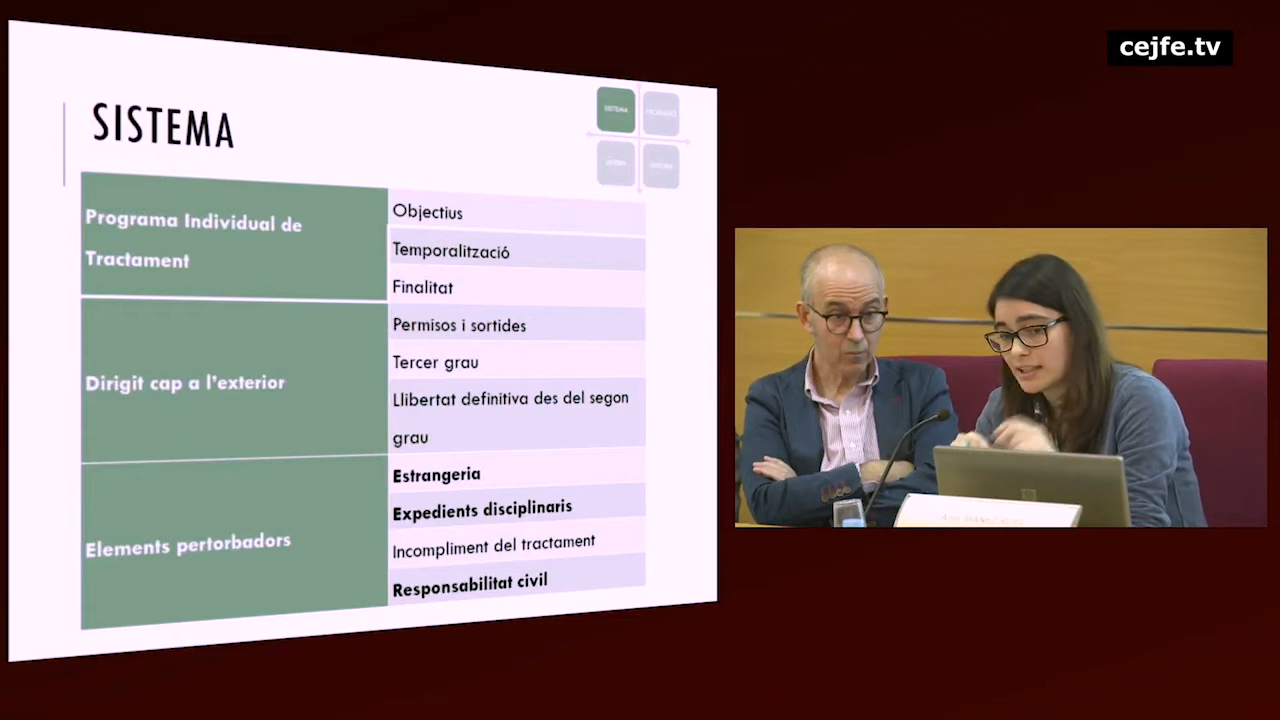 cejfe.tv
SISTEMA
SISTEMA
Programa Individual de
Tractament
Objectius
Temporalització
Finalitat
Dirigit cap a l'exterior
Permisos i sortides
Tercer grau
Llibertat definitiva des del segon
grau
Elements pertorbadors
Estrangeria
Expedients disciplinaris
Incompliment del tractament
Responsabilitat civil